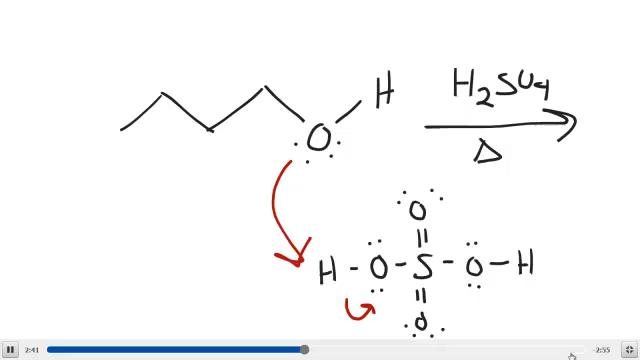 H
H₂SO₄
O
Δ
O
H - O - S - O - H
O
2:41
-2:55